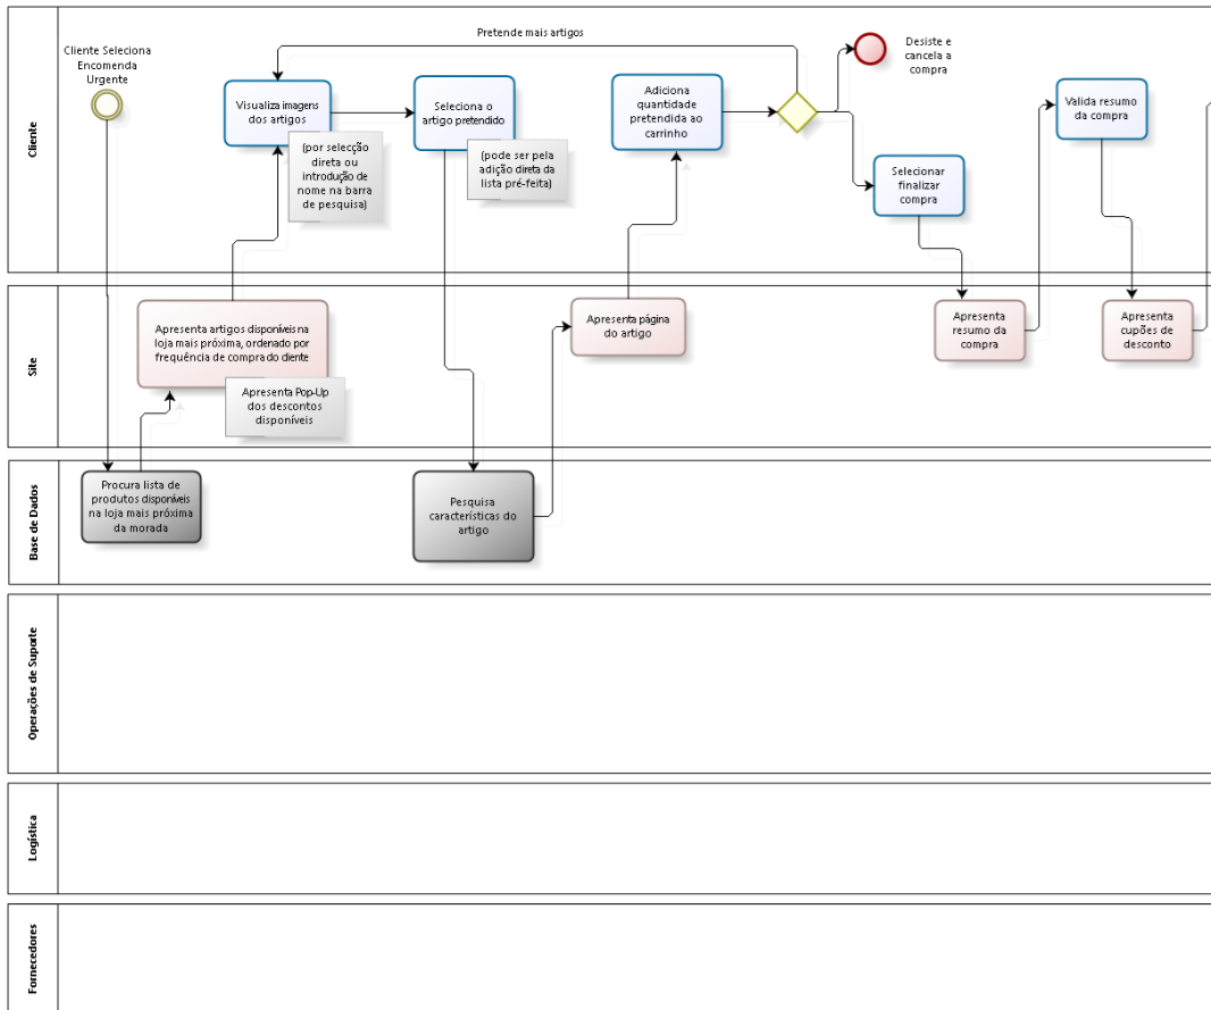 Cliente
Cliente Seleciona
Encomenda
Urgente
Pretende mais artigos
Desiste e
cancela a
compra
Visualiza imagens
dos artigos
(por selecção
direta ou
introdução de
nome na barra
de pesquisa)
Seleciona o
artigo pretendido
(pode ser pela
adição direta da
lista pré-feita)
Adiciona
quantidade
pretendida ao
carrinho
Selecionar
finalizar
compra
Valida resumo
da compra
Site
Apresenta artigos disponíveis na
loja mais próxima, ordenado por
frequência de compra do cliente
Apresenta Pop-Up
dos descontos
disponíveis
Apresenta página
do artigo
Apresenta
resumo da
compra
Apresenta
cupões de
desconto
Base de Dados
Procura lista de
produtos disponíveis
na loja mais próxima
da morada
Pesquisa
características do
artigo
Operações de Suporte
Logística
Fornecedores